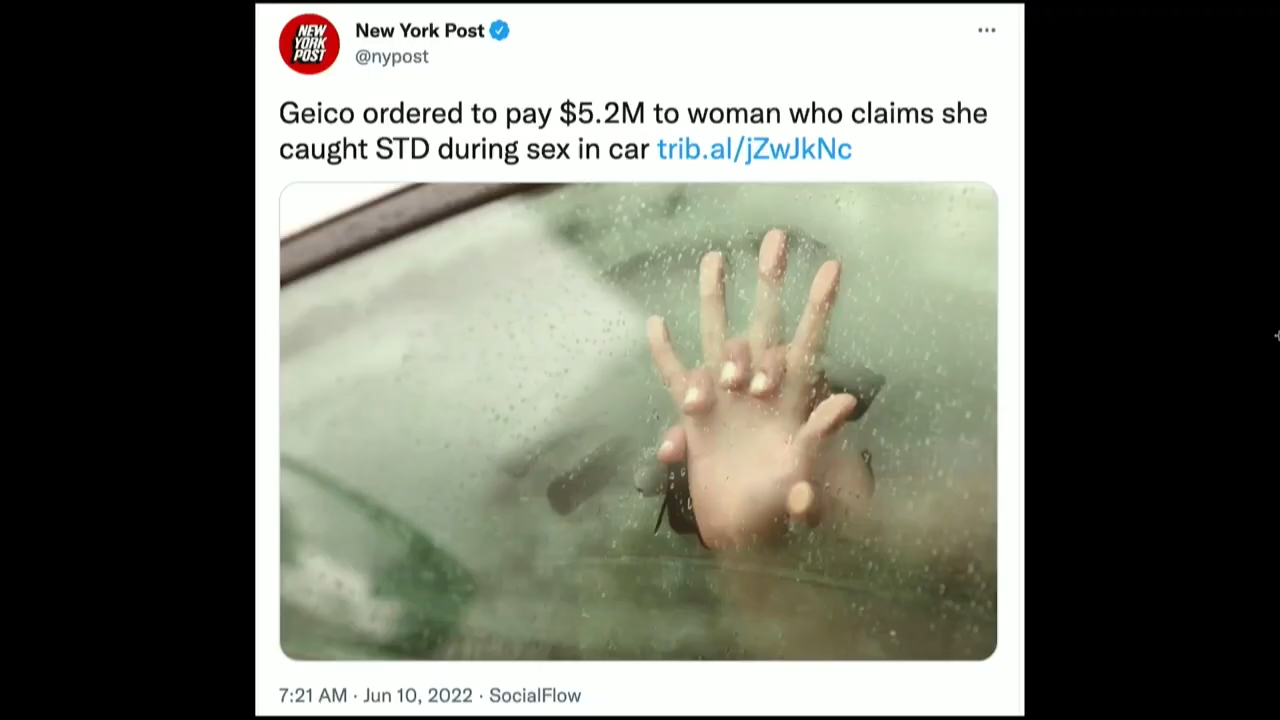 NEW
YORK
POST
New York Post
@nypost
Geico ordered to pay $5.2M to woman who claims she
caught STD during sex in car trib.al/jZwJkNc
7:21 AM · Jun 10, 2022 · SocialFlow